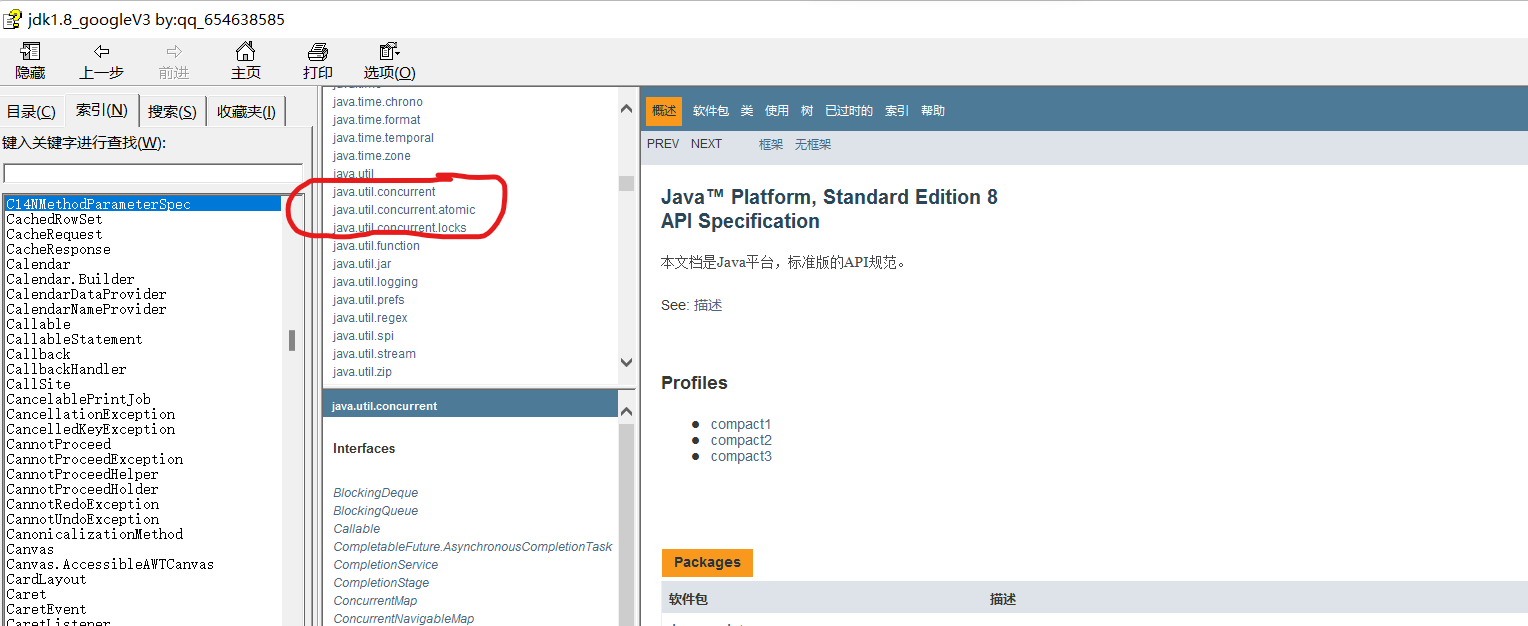 jdk1.8_googleV3 by:qq_654638585
隐藏 上一步 前进 主页 打印 选项(O)
目录(C) 索引(N) 搜索(S) 收藏夹(I)
键入关键字进行查找(W):
C14NMethodParameterSpec
CachedRowSet
CacheRequest
CacheResponse
Calendar
Calendar.Builder
CalendarDataProvider
CalendarNameProvider
Callable
CallableStatement
Callback
CallbackHandler
CallSite
CancelablePrintJob
CancellationException
CancelledKeyException
CannotProceed
CannotProceedException
CannotProceedHelper
CannotProceedHolder
CannotRedoException
CannotUndoException
CanonicalizationMethod
Canvas
Canvas.AccessibleAWTCanvas
CardLayout
Caret
CaretEvent
CaretListener
java.time
java.time.chrono
java.time.format
java.time.temporal
java.time.zone
java.util
java.util.concurrent
java.util.concurrent.atomic
java.util.concurrent.locks
java.util.function
java.util.jar
java.util.logging
java.util.prefs
java.util.regex
java.util.spi
java.util.stream
java.util.zip
java.util.concurrent
Interfaces
BlockingDeque
BlockingQueue
Callable
CompletableFuture.AsynchronousCompletionTask
CompletionService
CompletionStage
ConcurrentMap
ConcurrentNavigableMap
概述 软件包 类 使用 树 已过时的 索引 帮助
PREV NEXT 框架 无框架
Java™ Platform, Standard Edition 8
API Specification
本文档是Java平台，标准版的API规范。
See: 描述
Profiles
● compact1
● compact2
● compact3
Packages
软件包 描述